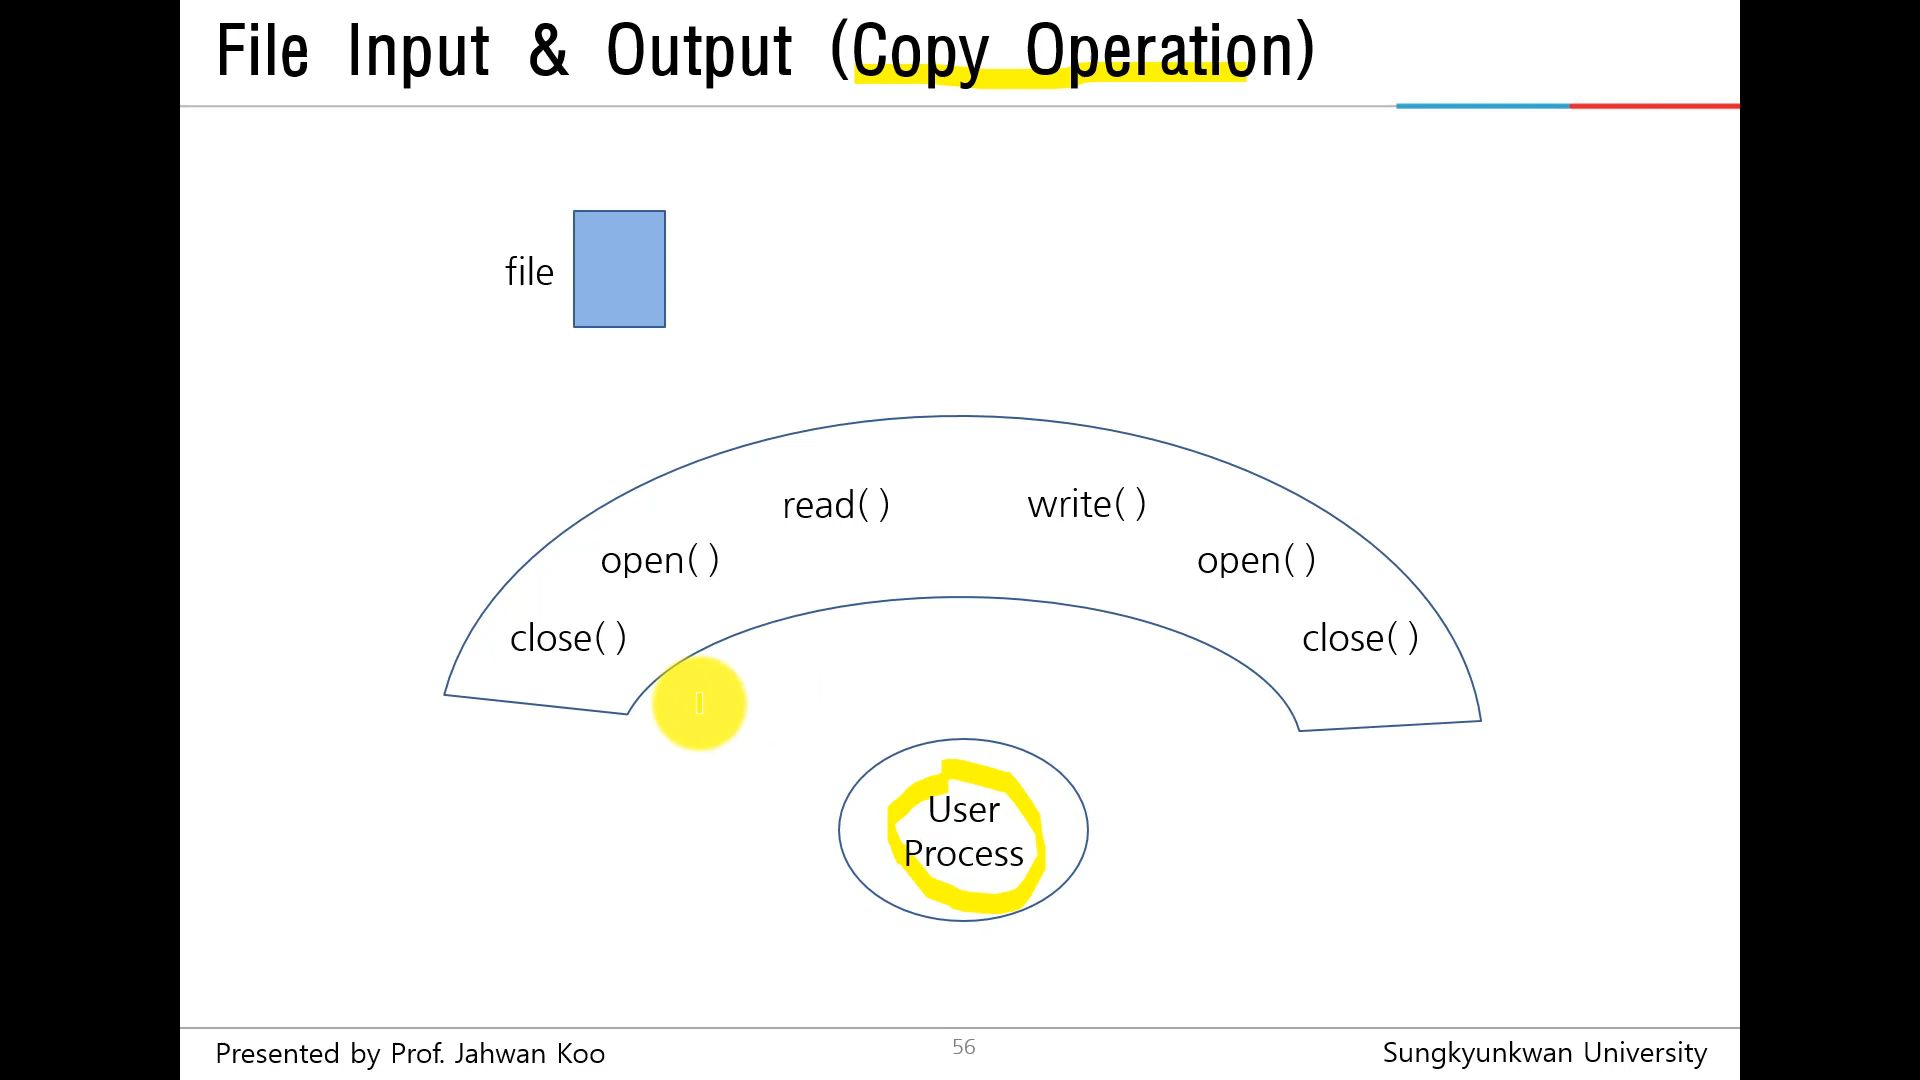 File Input & Output (Copy Operation)
file
read( )
write( )
open( )
open( )
close( )
close( )
User
Process
Presented by Prof. Jahwan Koo
56
Sungkyunkwan University